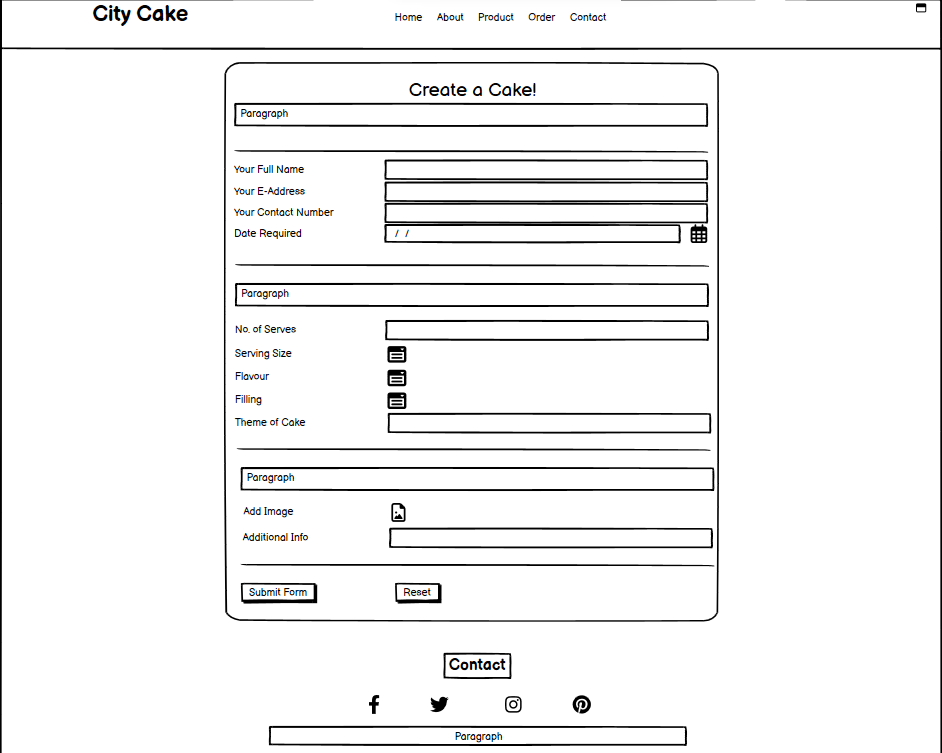 City Cake
Home About Product Order Contact
Create a Cake!
Paragraph
Your Full Name
Your E-Address
Your Contact Number
Date Required / /
Paragraph
No. of Serves
Serving Size
Flavour
Filling
Theme of Cake
Paragraph
Add Image
Additional Info
Submit Form Reset
Contact
Paragraph